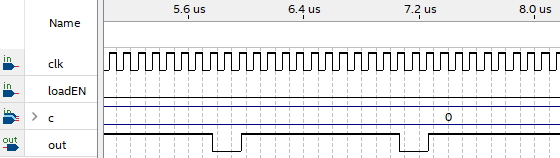 5.6 us 6.4 us 7.2 us 8.0 us
Name
in clk
in loadEN
in > c 0
out out